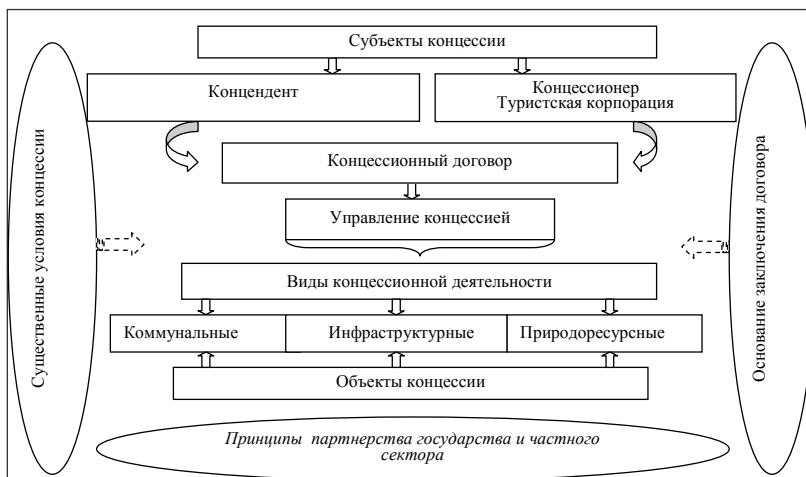 Субъекты концессии
Концендент
Концессионер
Туристская корпорация
Концессионный договор
Управление концессией
Существенные условия концессии
Основание заключения договора
Виды концессионной деятельности
Коммунальные
Инфраструктурные
Природоресурсные
Объекты концессии
Принципы партнерства государства и частного
сектора